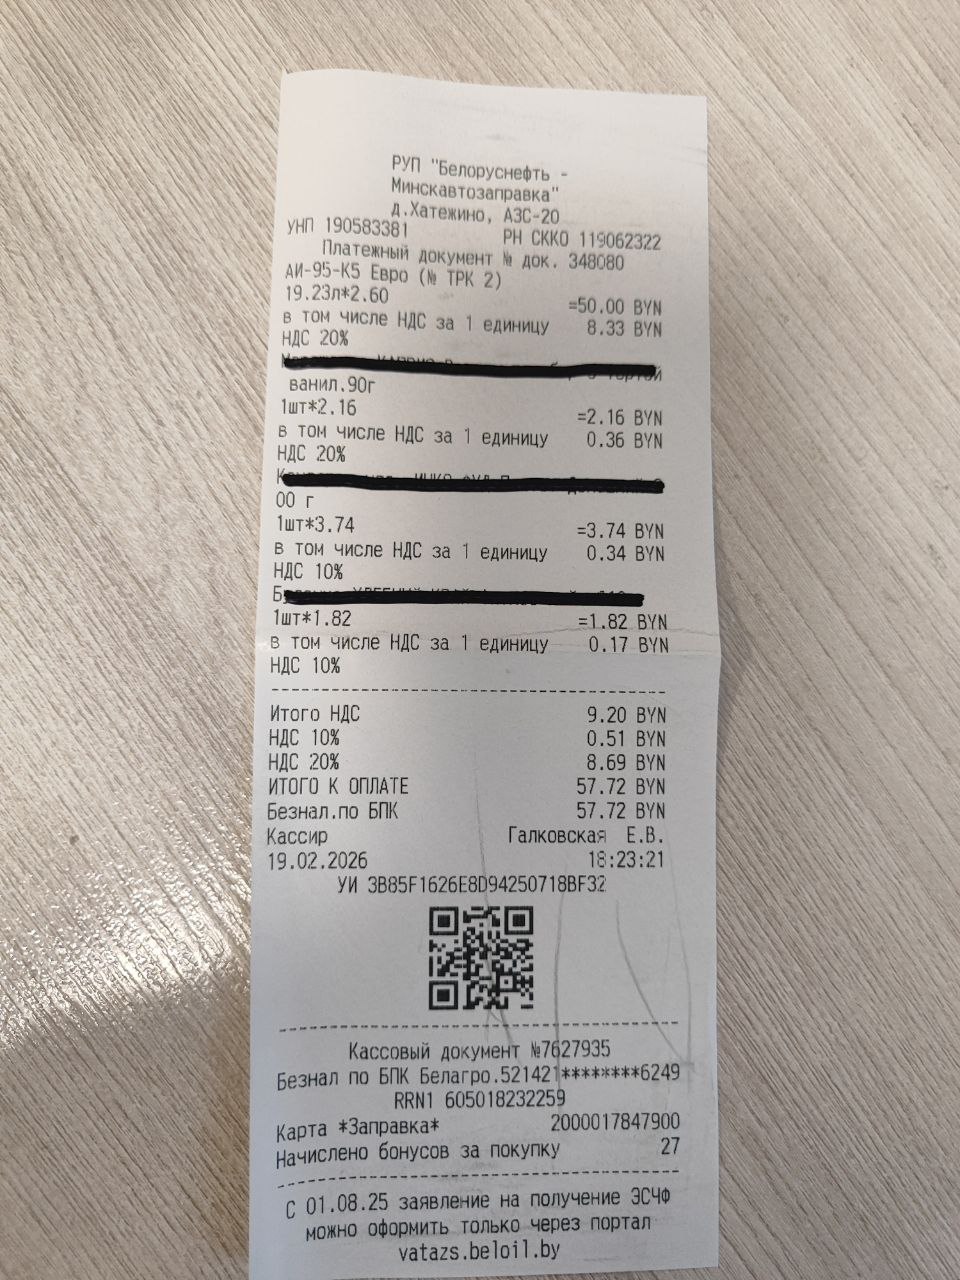 РУП "Белоруснефть -
Минскавтозаправка"
д.Хатежино, АЗС-20
УНП 190583381 РН СККО 119062322
Платежный документ № док. 348080
АИ-95-К5 Евро (№ ТРК 2)
19.23л*2.60 =50.00 BYN
в том числе НДС за 1 единицу 8.33 BYN
НДС 20%
ванил.90г
1шт*2.16 =2.16 BYN
в том числе НДС за 1 единицу 0.36 BYN
НДС 20%
00 г
1шт*3.74 =3.74 BYN
в том числе НДС за 1 единицу 0.34 BYN
НДС 10%
1шт*1.82 =1.82 BYN
в том числе НДС за 1 единицу 0.17 BYN
НДС 10%
Итого НДС 9.20 BYN
НДС 10% 0.51 BYN
НДС 20% 8.69 BYN
ИТОГО К ОПЛАТЕ 57.72 BYN
Безнал.по БПК 57.72 BYN
Кассир Галковская Е.В.
19.02.2026 18:23:21
УИ 3B85F1626E8D94250718BF32
Кассовый документ №7627935
Безнал по БПК Белагро.521421********6249
RRN1 605018232259
Карта *Заправка* 2000017847900
Начислено бонусов за покупку 27
С 01.08.25 заявление на получение ЭСЧФ
можно оформить только через портал
vatazs.beloil.by